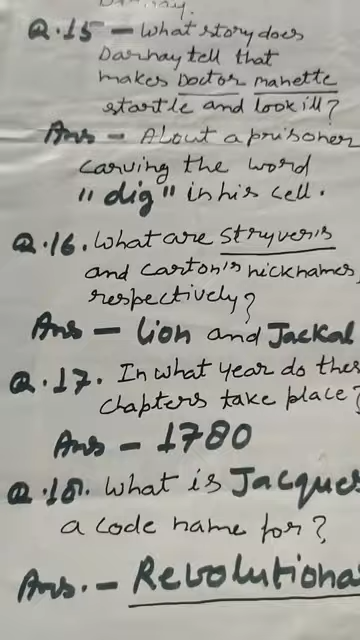 Q.15 - What story does
Darnay tell that
makes Doctor manette
startle and look ill?
Ans - About a prisoner
carving the word
"dig" in his cell.
Q.16. What are Stryver's
and carton's nicknames,
respectively?
Ans - Lion and Jackal
Q.17. In what year do thes
chapters take place?
Ans - 1780
Q.18. What is Jacques
a code name for?
Ans. - Revolutiona